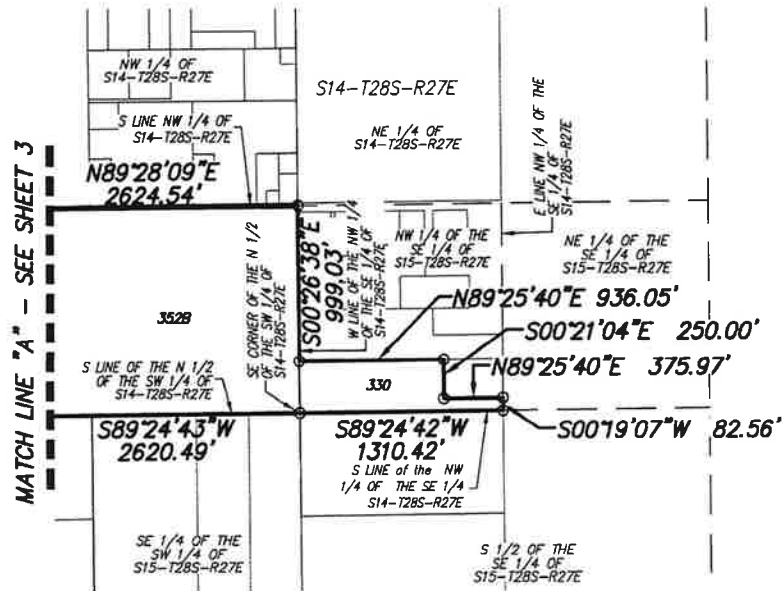 NW 1/4 OF
S14-T28S-R27E
S14-T28S-R27E
S LINE NW 1/4 OF
S14-T28S-R27E
NE 1/4 OF
S14-T28S-R27E
E LINE NW 1/4 OF THE
SE 1/4 OF
S14-T28S-R27E
MATCH LINE "A" - SEE SHEET 3
N89°28'09"E
2624.54'
S00°26'38"E
999.03'
W LINE OF THE NW 1/4
OF THE SE 1/4 OF
S14-T28S-R27E
NW 1/4 OF THE
1/4 OF
S15-T28S-R27E
NE 1/4 OF THE
SE 1/4 OF
S15-T28S-R27E
SE CORNER OF THE N 1/2
OF THE SW 1/4 OF
S14-T28S-R27E
N89°25'40"E 936.05'
S00°21'04"E 250.00'
N89°25'40"E 375.97'
352B
330
S LINE OF THE N 1/2
OF THE SW 1/4 OF
S14-T28S-R27E
S89°24'43"W
2620.49'
S89°24'42"W
1310.42'
S00°19'07"W 82.56'
S LINE of the NW
1/4 OF THE SE 1/4
S14-T28S-R27E
SE 1/4 OF THE
SW 1/4 OF
S15-T28S-R27E
S 1/2 OF THE
SE 1/4 OF
S15-T28S-R27E